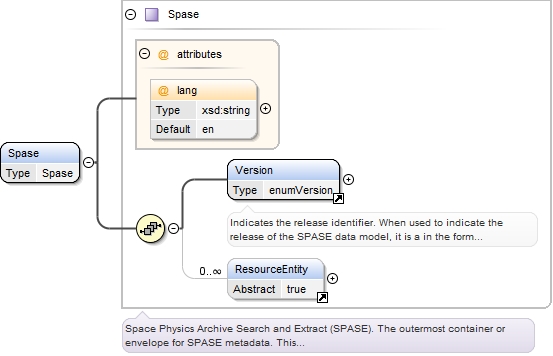 Spase
@ attributes
@ lang
Type xsd:string
Default en
Spase
Type Spase
Version
Type enumVersion
Indicates the release identifier. When used to indicate the
release of the SPASE data model, it is a in the form...
0..∞
ResourceEntity
Abstract true
Space Physics Archive Search and Extract (SPASE). The outermost container or
envelope for SPASE metadata. This...